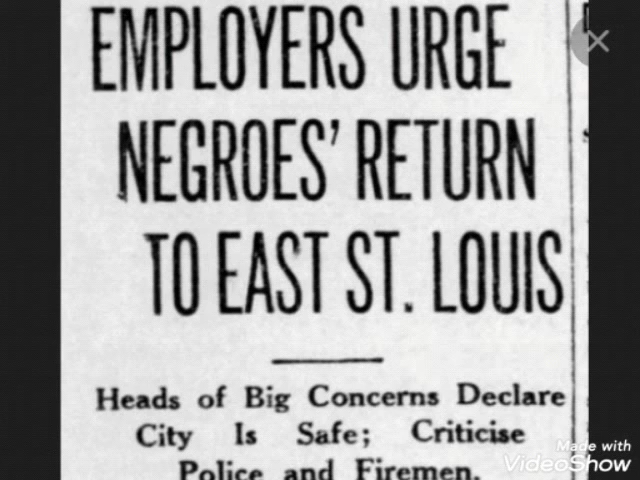 EMPLOYERS URGE
NEGROES' RETURN
TO EAST ST. LOUIS
Heads of Big Concerns Declare
City Is Safe; Criticise
Police and Firemen.
Made with
VideoShow